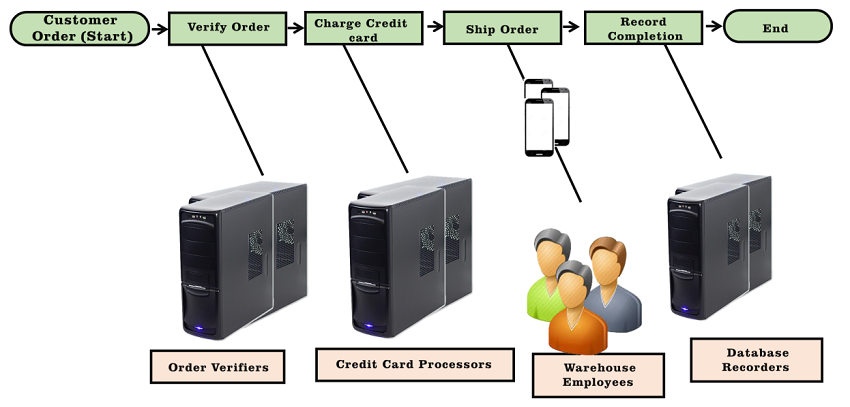 Customer
Order (Start)
Verify Order
Charge Credit
card
Ship Order
Record
Completion
End
Order Verifiers
Credit Card Processors
Warehouse
Employees
Database
Recorders